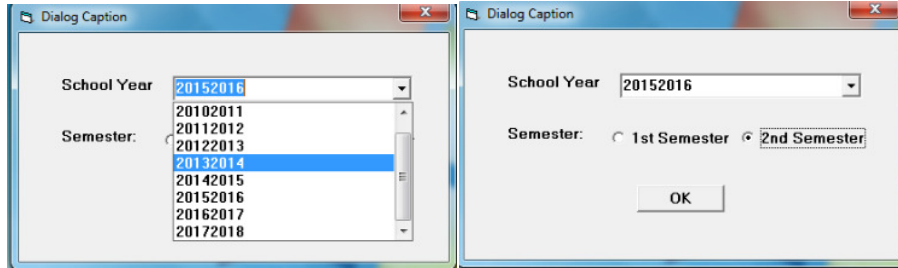 Dialog Caption
School Year 20152016
20102011
20112012
Semester:
20122013
20132014
20142015
20152016
20162017
20172018
Dialog Caption
School Year 20152016
Semester: 1st Semester 2nd Semester
OK